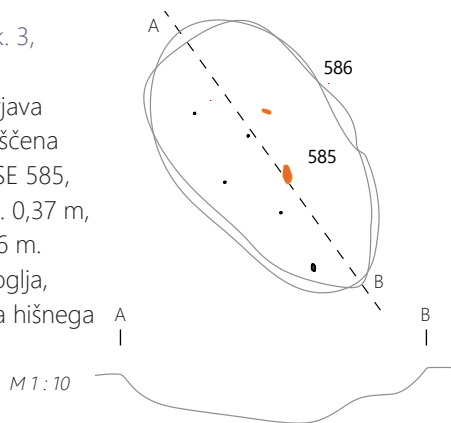 k. 3,
java
ščena
SE 585,
. 0,37 m,
6 m.
oglja,
a hišnega
A
586
585
B
A
B
M 1 : 10